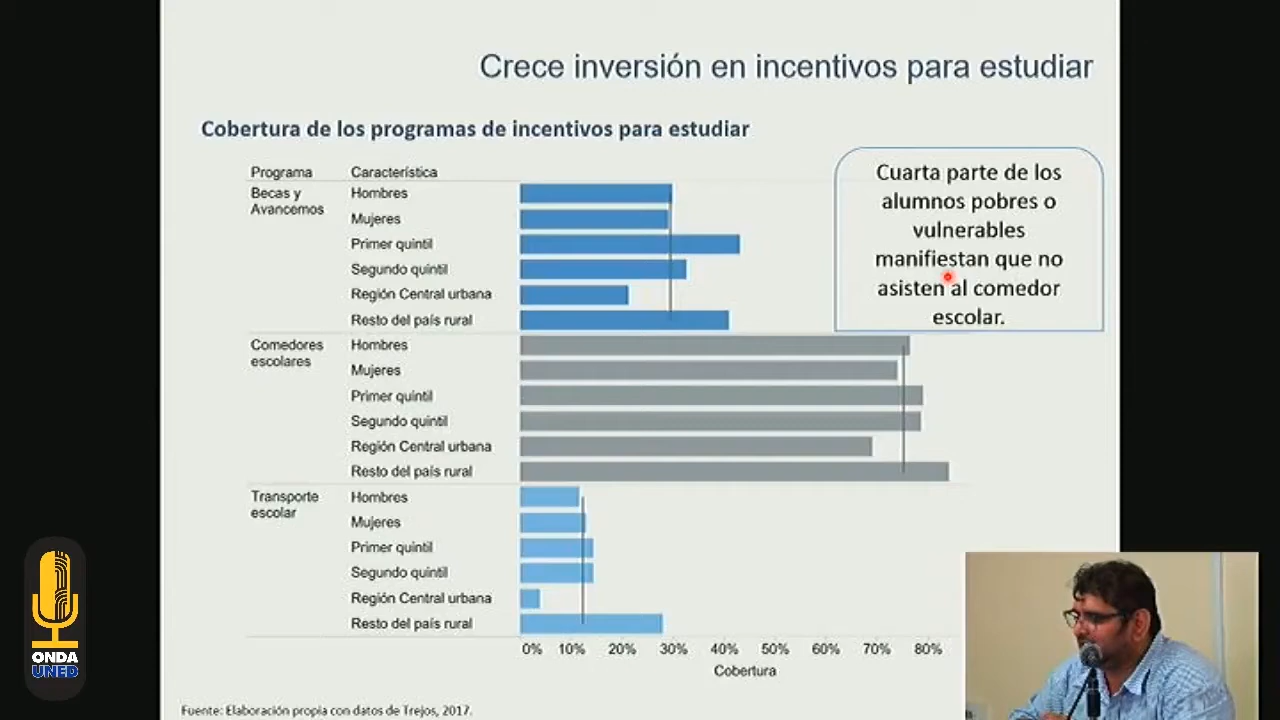 Crece inversión en incentivos para estudiar
Cobertura de los programas de incentivos para estudiar
Programa Característica
Becas y Avancemos
Hombres
Mujeres
Primer quintil
Segundo quintil
Región Central urbana
Resto del país rural
Cuarta parte de los
alumnos pobres o
vulnerables
manifiestan que no
asisten al comedor
escolar.
Comedores
escolares
Hombres
Mujeres
Primer quintil
Segundo quintil
Región Central urbana
Resto del país rural
Transporte
escolar
Hombres
Mujeres
Primer quintil
Segundo quintil
Región Central urbana
Resto del país rural
0% 10% 20% 30% 40% 50% 60% 70% 80%
Cobertura
Fuente: Elaboración propia con datos de Trejos, 2017.
ONDA
UNED